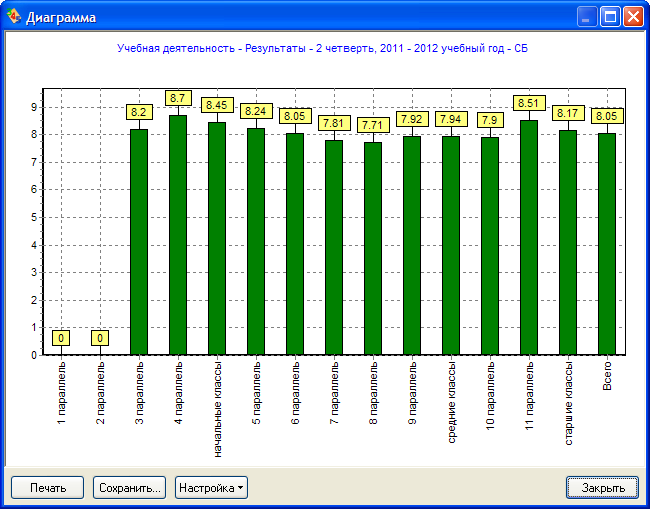 Диаграмма
Учебная деятельность - Результаты - 2 четверть, 2011 - 2012 учебный год - СБ
9
8
7
6
5
4
3
2
1
0
0
0
8.2
8.7
8.45
8.24
8.05
7.81
7.71
7.92
7.94
7.9
8.51
8.17
8.05
1 параллель
2 параллель
3 параллель
4 параллель
начальные классы
5 параллель
6 параллель
7 параллель
8 параллель
9 параллель
средние классы
10 параллель
11 параллель
старшие классы
Всего
Печать
Сохранить...
Настройка
Закрыть